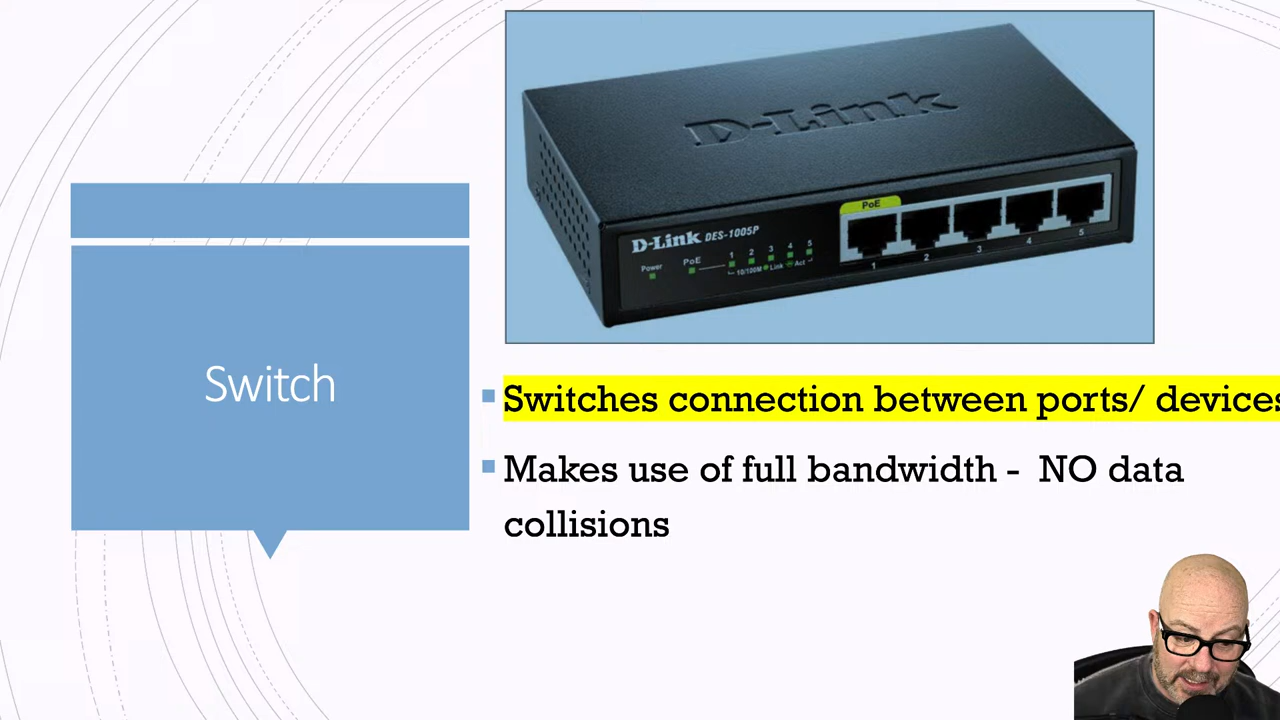 D-Link
D-Link DES-1005P
PoE
Power
PoE
1 2 3 4 5
10/100M Link Act
1 2 3 4 5
Switch
Switches connection between ports/ devices
Makes use of full bandwidth - NO data
collisions